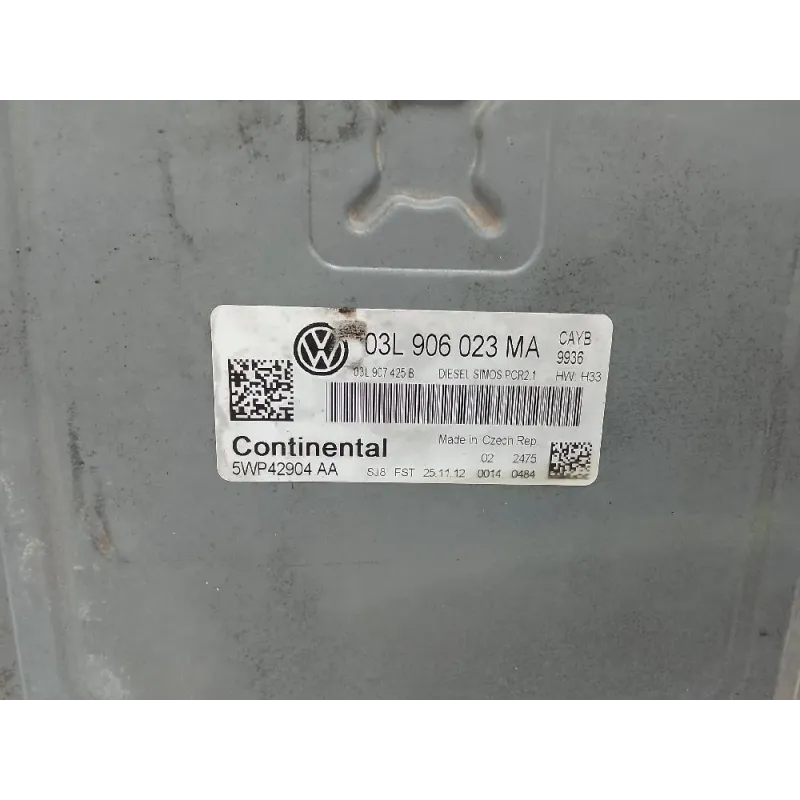 03L 906 023 MA CAYB
9936
03L 907 425 B DIESEL SIMOS PCR2.1 HW: H33
Continental Made in Czech Rep
02 2475
5WP42904 AA SJ8 FST 25.11.12 0014 0484